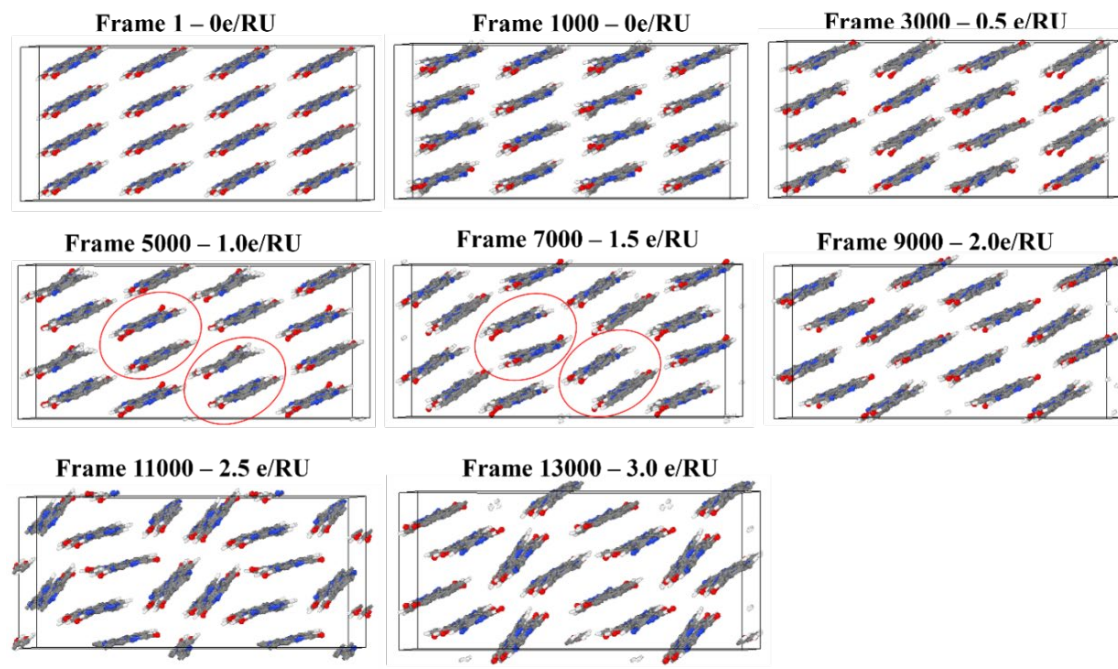 Frame 1 – 0e/RU
Frame 1000 – 0e/RU
Frame 3000 – 0.5 e/RU
Frame 5000 – 1.0e/RU
Frame 7000 – 1.5 e/RU
Frame 9000 – 2.0e/RU
Frame 11000 – 2.5 e/RU
Frame 13000 – 3.0 e/RU